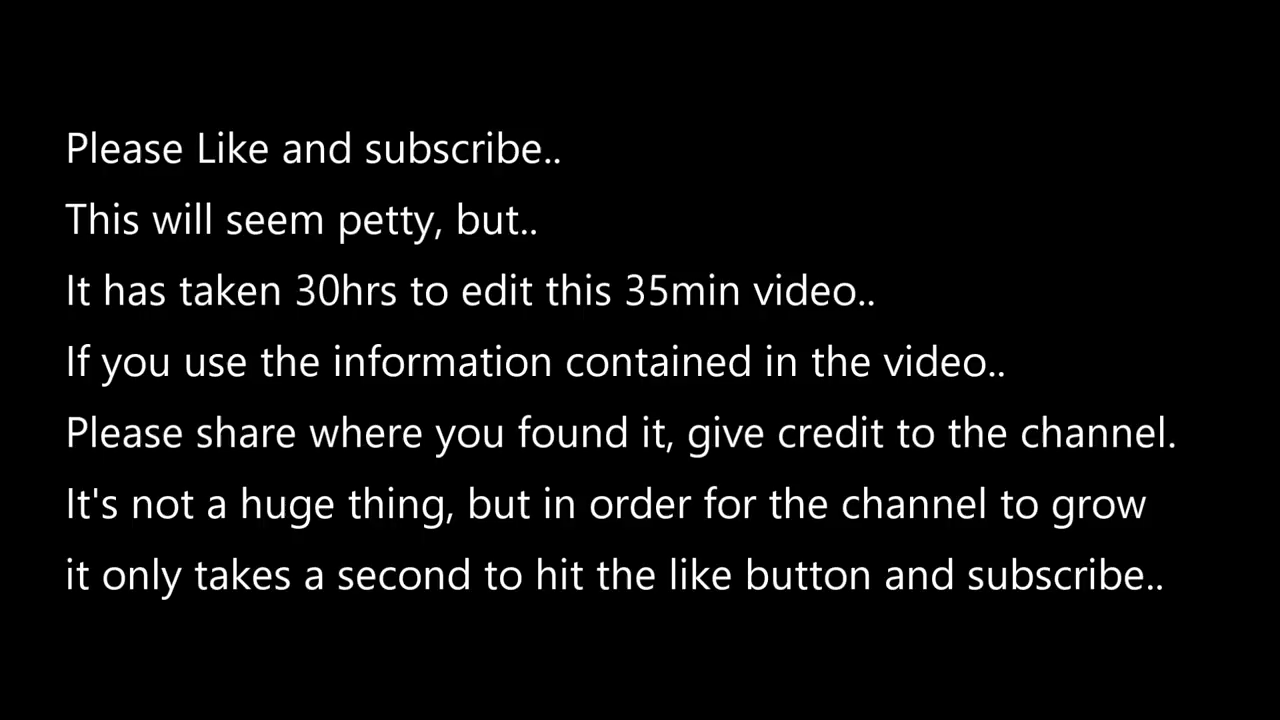 Please Like and subscribe..
This will seem petty, but..
It has taken 30hrs to edit this 35min video..
If you use the information contained in the video..
Please share where you found it, give credit to the channel.
It's not a huge thing, but in order for the channel to grow
it only takes a second to hit the like button and subscribe..